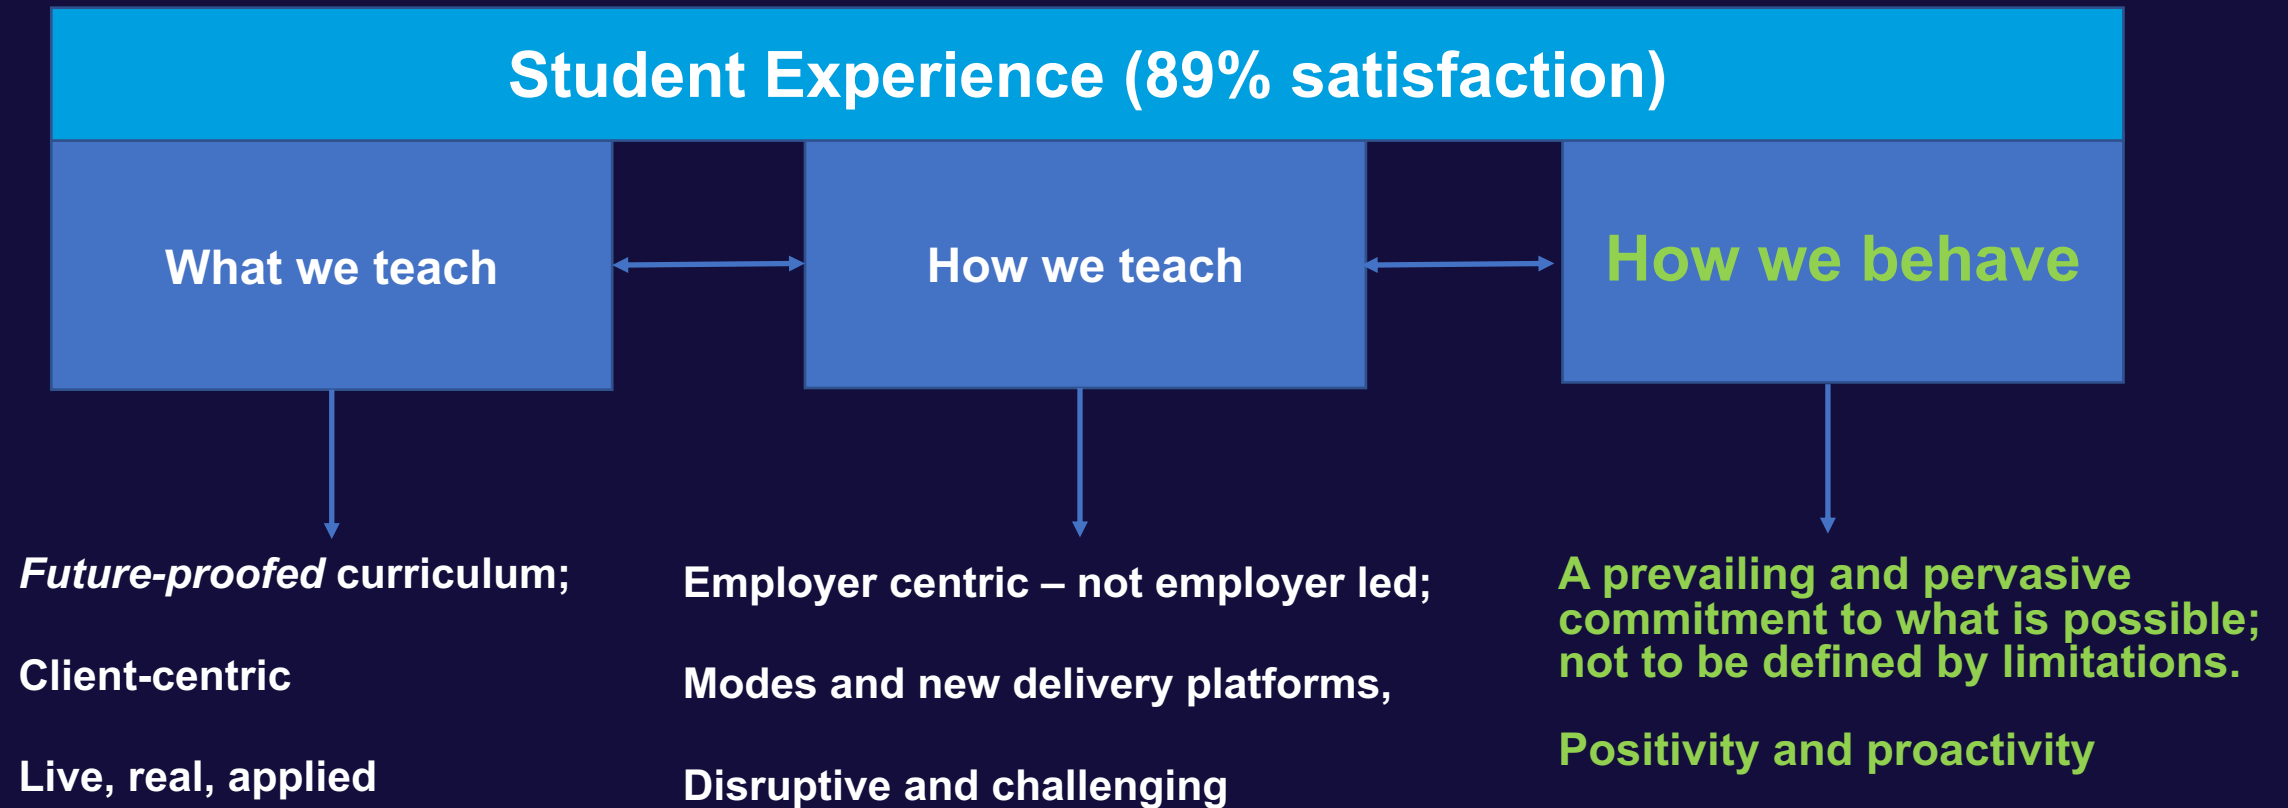 Student Experience (89% satisfaction)
What we teach
How we teach
How we behave
Future-proofed curriculum;
Client-centric
Live, real, applied
Employer centric – not employer led;
Modes and new delivery platforms,
Disruptive and challenging
A prevailing and pervasive
commitment to what is possible;
not to be defined by limitations.
Positivity and proactivity